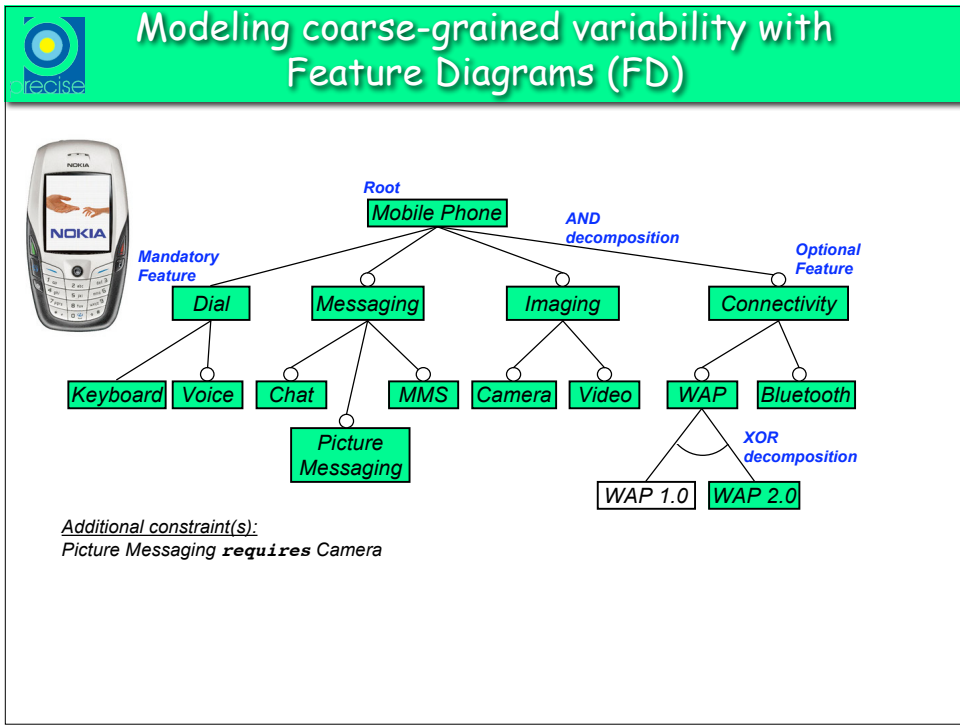 Modeling coarse-grained variability with
Feature Diagrams (FD)
precise
NOKIA
NOKIA
Root
Mobile Phone
AND
decomposition
Mandatory
Feature
Optional
Feature
Dial
Messaging
Imaging
Connectivity
Keyboard
Voice
Chat
MMS
Camera
Video
WAP
Bluetooth
Picture
Messaging
XOR
decomposition
WAP 1.0
WAP 2.0
Additional constraint(s):
Picture Messaging requires Camera